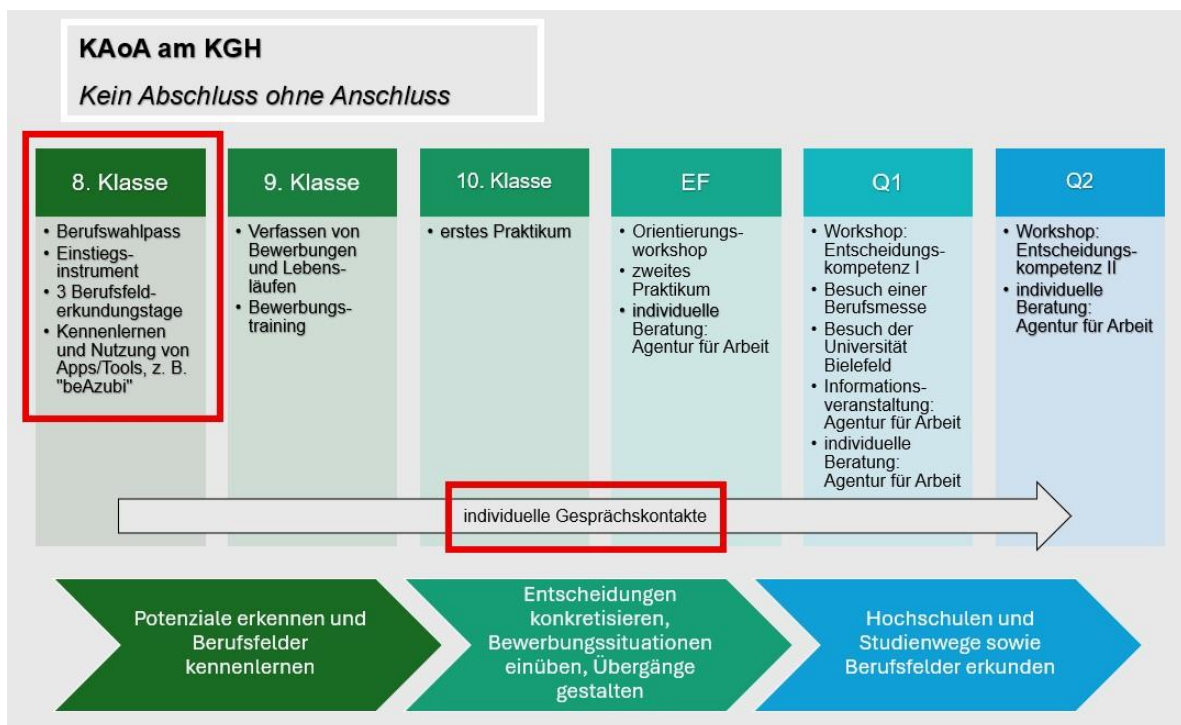 KAoA am KGH
Kein Abschluss ohne Anschluss
8. Klasse
• Berufswahlpass
• Einstiegs-
instrument
• 3 Berufsfeld-
erkundungstage
• Kennenlernen
und Nutzung von
Apps/Tools, z. B.
"beAzubi"
9. Klasse
• Verfassen von
Bewerbungen
und Lebens-
läufen
• Bewerbungs-
training
10. Klasse
• erstes Praktikum
EF
• Orientierungs-
workshop
• zweites
Praktikum
• individuelle
Beratung:
Agentur für Arbeit
Q1
• Workshop:
Entscheidungs-
kompetenz I
• Besuch einer
Berufsmesse
• Besuch der
Universität
Bielefeld
• Informations-
veranstaltung:
Agentur für Arbeit
• individuelle
Beratung:
Agentur für Arbeit
Q2
• Workshop:
Entscheidungs-
kompetenz II
• individuelle
Beratung:
Agentur für Arbeit
individuelle Gesprächskontakte
Potenziale erkennen und
Berufsfelder
kennenlernen
Entscheidungen
konkretisieren,
Bewerbungssituationen
einüben, Übergänge
gestalten
Hochschulen und
Studienwege sowie
Berufsfelder erkunden